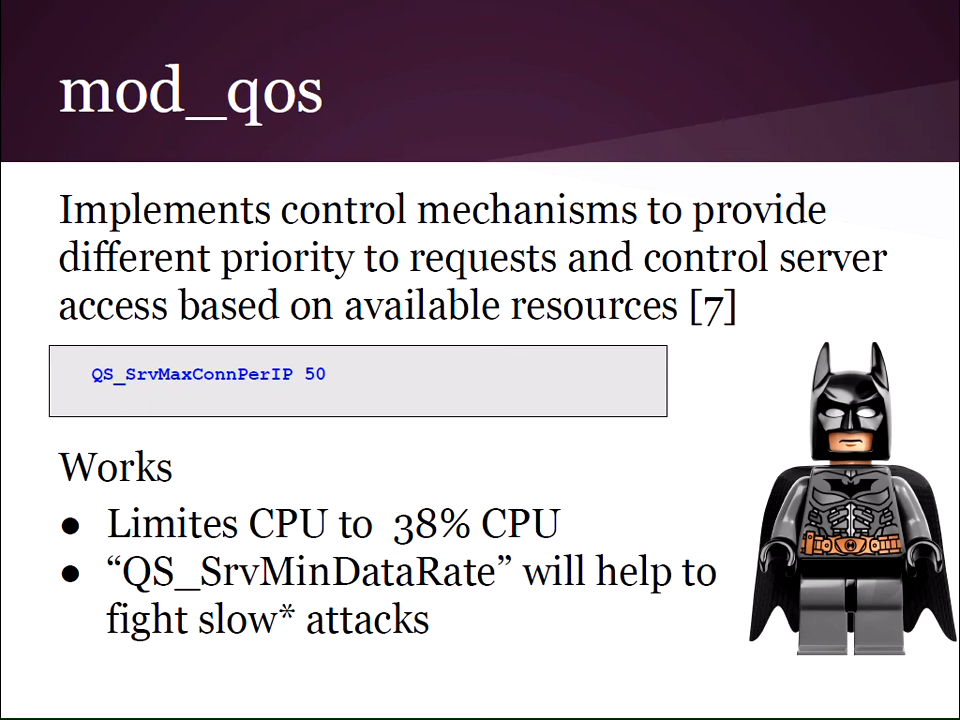 mod_qos
Implements control mechanisms to provide
different priority to requests and control server
access based on available resources [7]
QS_SrvMaxConnPerIP 50
Works
● Limites CPU to 38% CPU
● “QS_SrvMinDataRate” will help to
fight slow* attacks